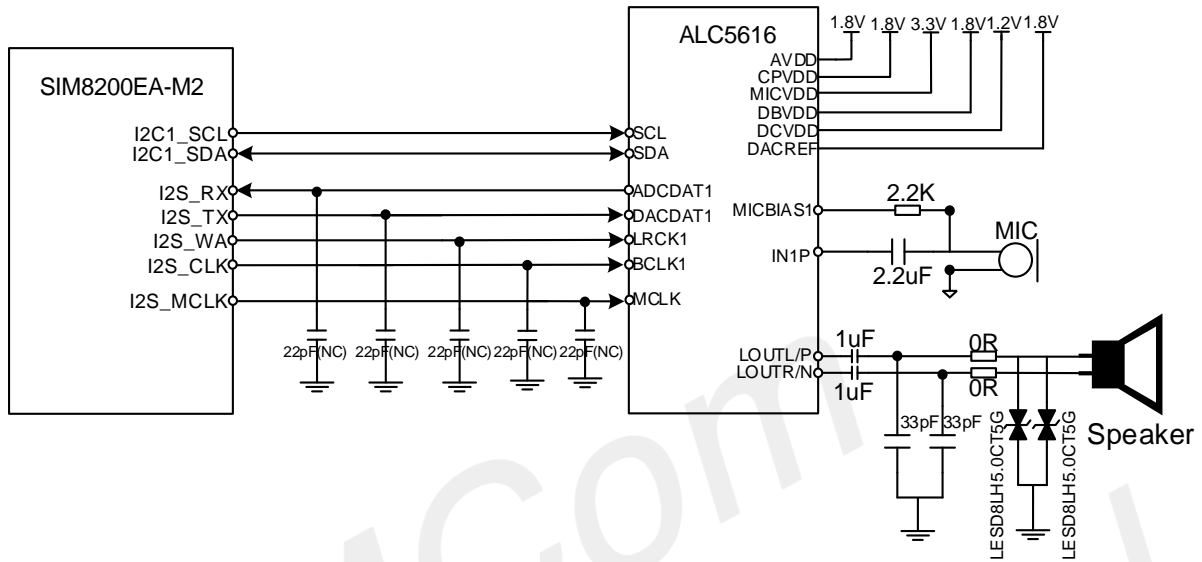 SIM8200EA-M2
I2C1_SCL
I2C1_SDA
I2S_RX
I2S_TX
I2S_WA
I2S_CLK
I2S_MCLK
22pF(NC) 22pF(NC) 22pF(NC) 22pF(NC) 22pF(NC)
ALC5616
SCL
SDA
ADCDAT1
DACDAT1
LRCK1
BCLK1
MCLK
1.8V 1.8V 3.3V 1.8V 1.2V 1.8V
AVDD
CPVDD
MICVDD
DBVDD
DCVDD
DACREF
MICBIAS1
IN1P
2.2K
2.2uF
MIC
LOUTL/P
LOUTR/N
1uF
1uF
0R
0R
33pF 33pF
LESD8LH5.0CT5G
LESD8LH5.0CT5G
Speaker